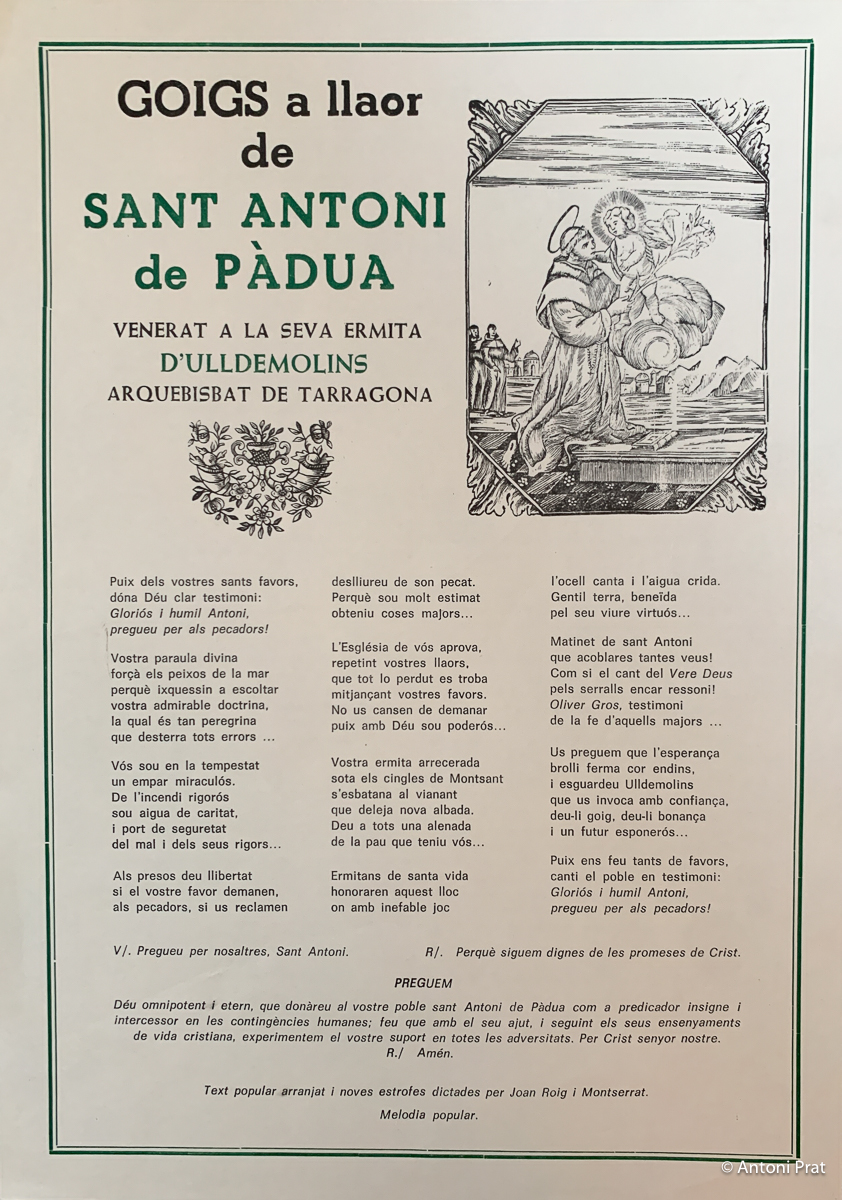 GOIGS a llaor
de
SANT ANTONI
de PÀDUA
VENERAT A LA SEVA ERMITA
D'ULLDEMOLINS
ARQUEBISBAT DE TARRAGONA
Puix dels vostres sants favors,
dóna Déu clar testimoni:
Gloriós i humil Antoni,
pregueu per als pecadors!
Vostra paraula divina
forçà els peixos de la mar
perquè ixquessin a escoltar
vostra admirable doctrina,
la qual és tan peregrina
que desterra tots errors ...
Vós sou en la tempestat
un empar miraculós.
De l'incendi rigorós
sou aigua de caritat,
i port de seguretat
del mal i dels seus rigors...
Als presos deu llibertat
si el vostre favor demanen,
als pecadors, si us reclamen
deslliureu de son pecat.
Perquè sou molt estimat
obteniu coses majors...
L'Església de vós aprova,
repetint vostres llaors,
que tot lo perdut es troba
mitjançant vostres favors.
No us cansen de demanar
puix amb Déu sou poderós...
Vostra ermita arrecerada
sota els cingles de Montsant
s'esbatana al vianant
que deleja nova albada.
Deu a tots una alenada
de la pau que teniu vós...
Ermitans de santa vida
honoraren aquest lloc
on amb inefable joc
l'ocell canta i l'aigua crida.
Gentil terra, beneïda
pel seu viure virtuós...
Matinet de sant Antoni
que acoblares tantes veus!
Com si el cant del Vere Deus
pels serralls encar ressoni!
Oliver Gros, testimoni
de la fe d'aquells majors ...
Us preguem que l'esperança
brolli ferma cor endins,
i esguardeu Ulldemolins
que us invoca amb confiança,
deu-li goig, deu-li bonança
i un futur esponerós...
Puix ens feu tants de favors,
canti el poble en testimoni:
Gloriós i humil Antoni,
pregueu per als pecadors!
V/. Pregueu per nosaltres, Sant Antoni. R/. Perquè siguem dignes de les promeses de Crist.
PREGUEM
Déu omnipotent i etern, que donàreu al vostre poble sant Antoni de Pàdua com a predicador insigne i
intercessor en les contingències humanes; feu que amb el seu ajut, i seguint els seus ensenyaments
de vida cristiana, experimentem el vostre suport en totes les adversitats. Per Crist senyor nostre.
R./ Amén.
Text popular arranjat i noves estrofes dictades per Joan Roig i Montserrat.
Melodia popular.
© Antoni Prat